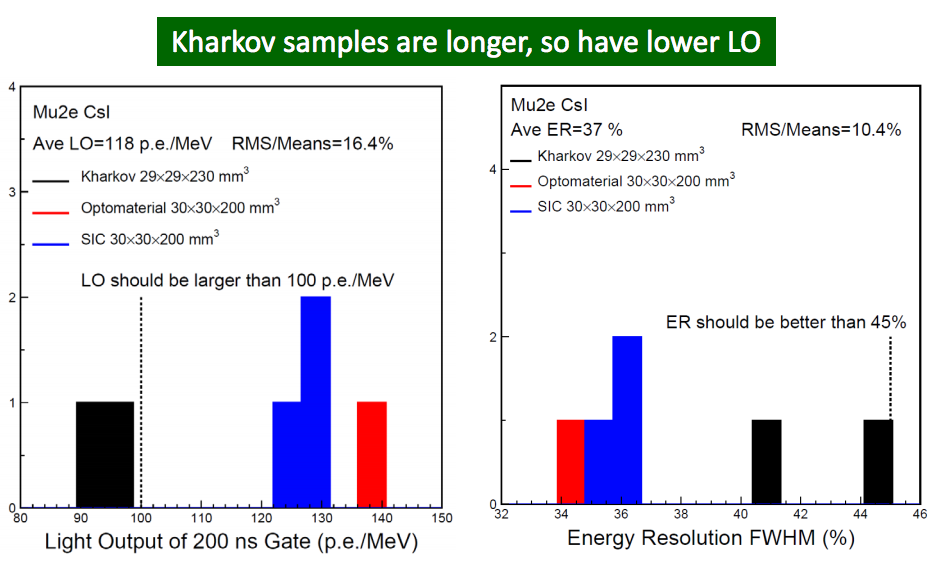 Kharkov samples are longer, so have lower LO
Mu2e CsI
Ave LO=118 p.e./MeV RMS/Means=16.4%
Kharkov 29×29×230 mm³
Optomaterial 30×30×200 mm³
SIC 30×30×200 mm³
LO should be larger than 100 p.e./MeV
4
3
2
1
0
80 90 100 110 120 130 140 150
Light Output of 200 ns Gate (p.e./MeV)
Mu2e CsI
Ave ER=37 % RMS/Means=10.4%
Kharkov 29×29×230 mm³
Optomaterial 30×30×200 mm³
SIC 30×30×200 mm³
ER should be better than 45%
4
2
0
32 34 36 38 40 42 44 46
Energy Resolution FWHM (%)